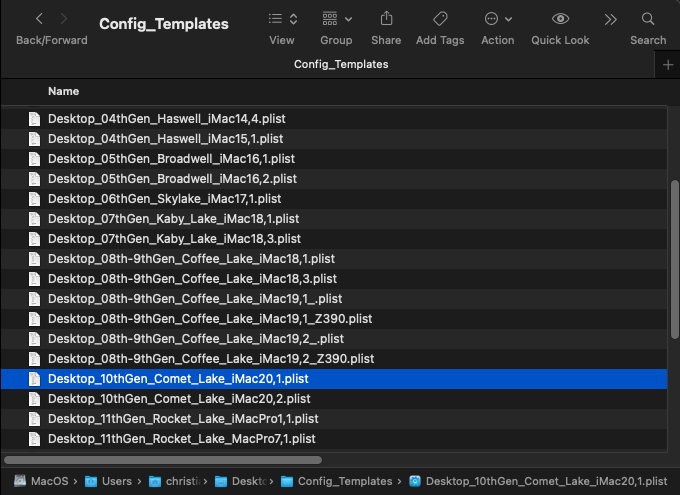 Config_Templates
Back/Forward
View
Group
Share
Add Tags
Action
Quick Look
Search
Config_Templates
Name
Desktop_04thGen_Haswell_iMac14,4.plist
Desktop_04thGen_Haswell_iMac15,1.plist
Desktop_05thGen_Broadwell_iMac16,1.plist
Desktop_05thGen_Broadwell_iMac16,2.plist
Desktop_06thGen_Skylake_iMac17,1.plist
Desktop_07thGen_Kaby_Lake_iMac18,1.plist
Desktop_07thGen_Kaby_Lake_iMac18,3.plist
Desktop_08th-9thGen_Coffee_Lake_iMac18,1.plist
Desktop_08th-9thGen_Coffee_Lake_iMac18,3.plist
Desktop_08th-9thGen_Coffee_Lake_iMac19,1_.plist
Desktop_08th-9thGen_Coffee_Lake_iMac19,1_Z390.plist
Desktop_08th-9thGen_Coffee_Lake_iMac19,2_.plist
Desktop_08th-9thGen_Coffee_Lake_iMac19,2_Z390.plist
Desktop_10thGen_Comet_Lake_iMac20,1.plist
Desktop_10thGen_Comet_Lake_iMac20,2.plist
Desktop_11thGen_Rocket_Lake_iMacPro1,1.plist
Desktop_11thGen_Rocket_Lake_MacPro7,1.plist
MacOS › Users › christi › Deskto › Config_Templates › Desktop_10thGen_Comet_Lake_iMac20,1.plist